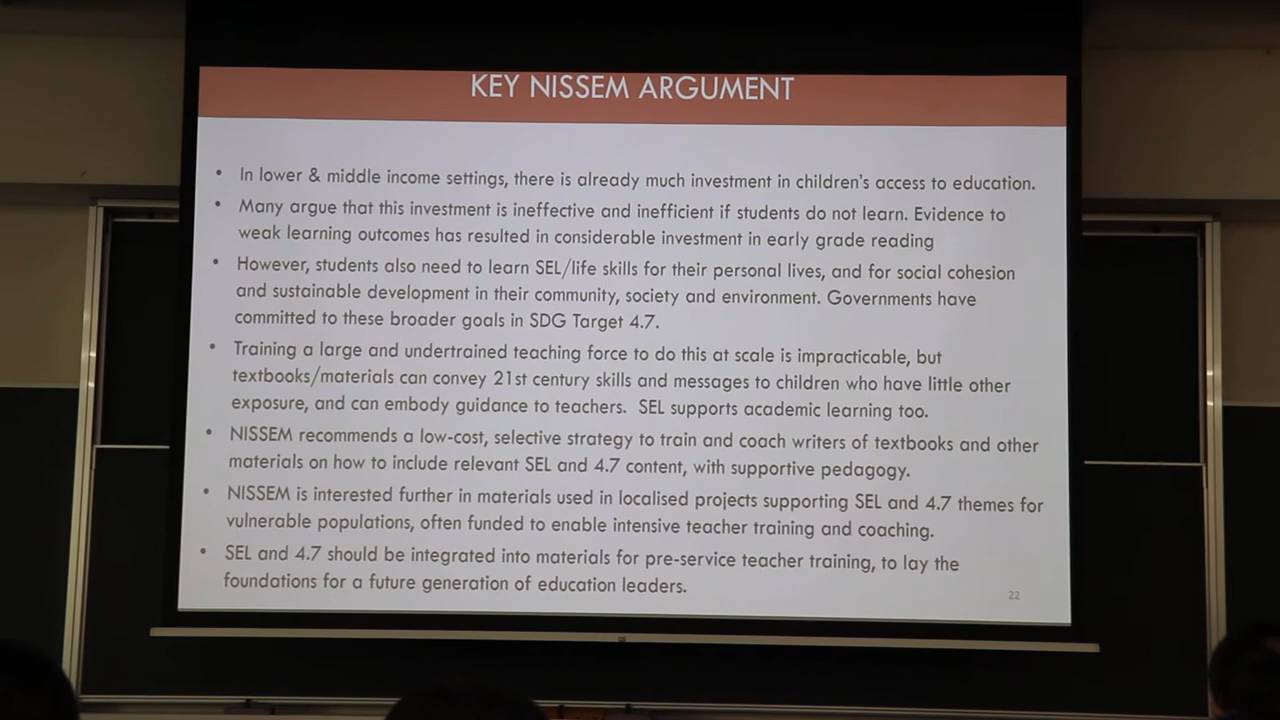 KEY NISSEM ARGUMENT
• In lower & middle income settings, there is already much investment in children's access to education.
• Many argue that this investment is ineffective and inefficient if students do not learn. Evidence to
weak learning outcomes has resulted in considerable investment in early grade reading
• However, students also need to learn SEL/life skills for their personal lives, and for social cohesion
and sustainable development in their community, society and environment. Governments have
committed to these broader goals in SDG Target 4.7.
• Training a large and undertrained teaching force to do this at scale is impracticable, but
textbooks/materials can convey 21st century skills and messages to children who have little other
exposure, and can embody guidance to teachers. SEL supports academic learning too.
• NISSEM recommends a low-cost, selective strategy to train and coach writers of textbooks and other
materials on how to include relevant SEL and 4.7 content, with supportive pedagogy.
• NISSEM is interested further in materials used in localised projects supporting SEL and 4.7 themes for
vulnerable populations, often funded to enable intensive teacher training and coaching.
• SEL and 4.7 should be integrated into materials for pre-service teacher training, to lay the
foundations for a future generation of education leaders.
22